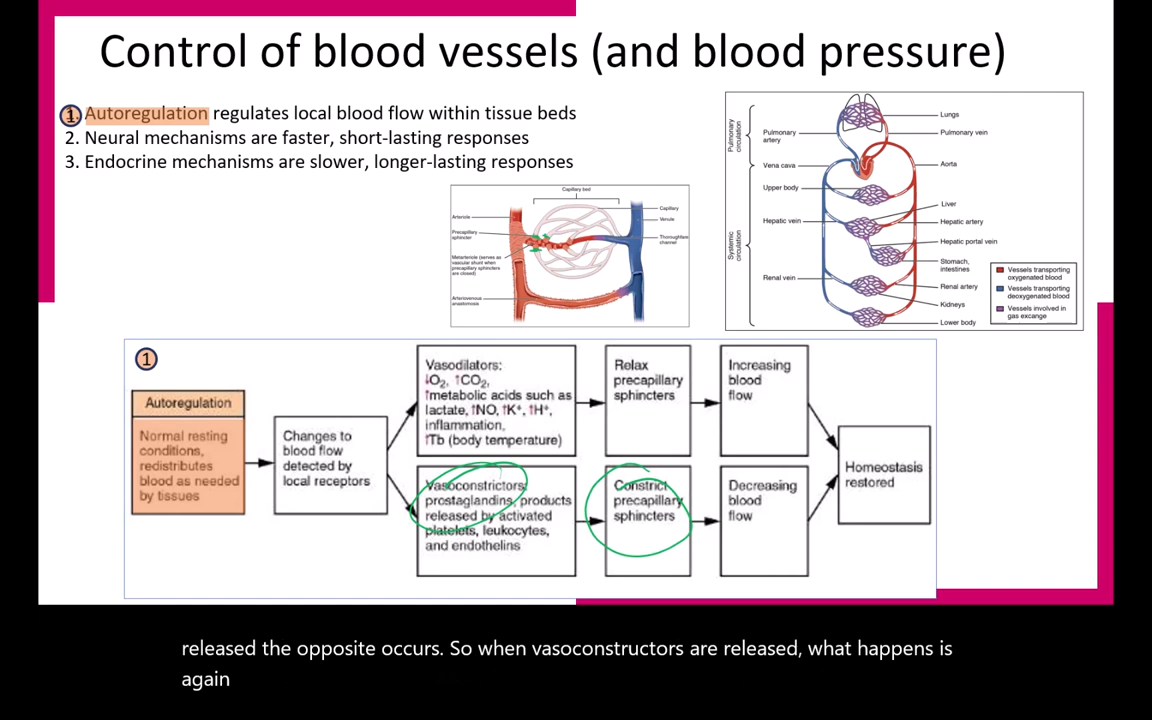 Control of blood vessels (and blood pressure)
1. Autoregulation regulates local blood flow within tissue beds
2. Neural mechanisms are faster, short-lasting responses
3. Endocrine mechanisms are slower, longer-lasting responses
Capillary bed
Arteriole
Precapillary
sphincter
Metarteriole (serves as
vascular shunt when
precapillary sphincters
are closed)
Arteriovenous
anastomosis
Capillary
Venule
Thoroughfare
channel
Pulmonary
circulation
Systemic
circulation
Pulmonary
artery
Vena cava
Upper body
Hepatic vein
Renal vein
Lungs
Pulmonary vein
Aorta
Liver
Hepatic artery
Hepatic portal vein
Stomach,
intestines
Renal artery
Kidneys
Lower body
Vessels transporting
oxygenated blood
Vessels transporting
deoxygenated blood
Vessels involved in
gas exchange
1
Autoregulation
Normal resting
conditions,
redistributes
blood as needed
by tissues
Changes to
blood flow
detected by
local receptors
Vasodilators:
↓O₂, ↑CO₂,
↑metabolic acids such as
lactate, ↑NO, ↑K⁺, ↑H⁺,
inflammation,
↑Tb (body temperature)
Relax
precapillary
sphincters
Increasing
blood
flow
Vasoconstrictors:
prostaglandins, products
released by activated
platelets, leukocytes,
and endothelins
Constrict
precapillary
sphincters
Decreasing
blood
flow
Homeostasis
restored
released the opposite occurs. So when vasoconstructors are released, what happens is
again